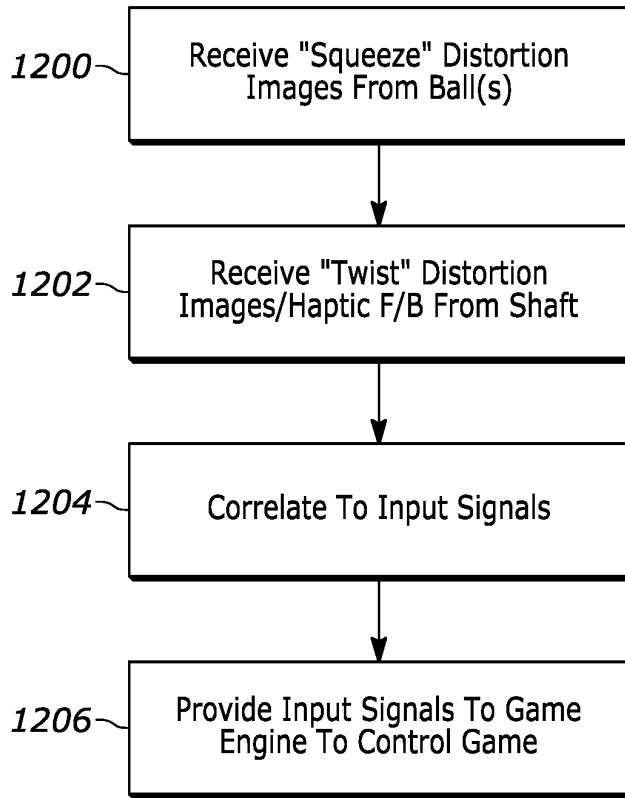 1200
Receive "Squeeze" Distortion
Images From Ball(s)
1202
Receive "Twist" Distortion
Images/Haptic F/B From Shaft
1204
Correlate To Input Signals
1206
Provide Input Signals To Game
Engine To Control Game